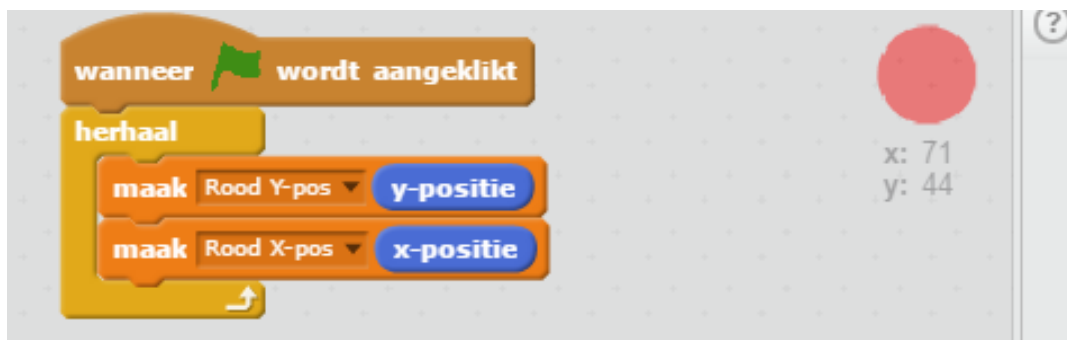 wanneer wordt aangeklikt
herhaal
maak Rood Y-pos y-positie
maak Rood X-pos x-positie
x: 71
y: 44
?